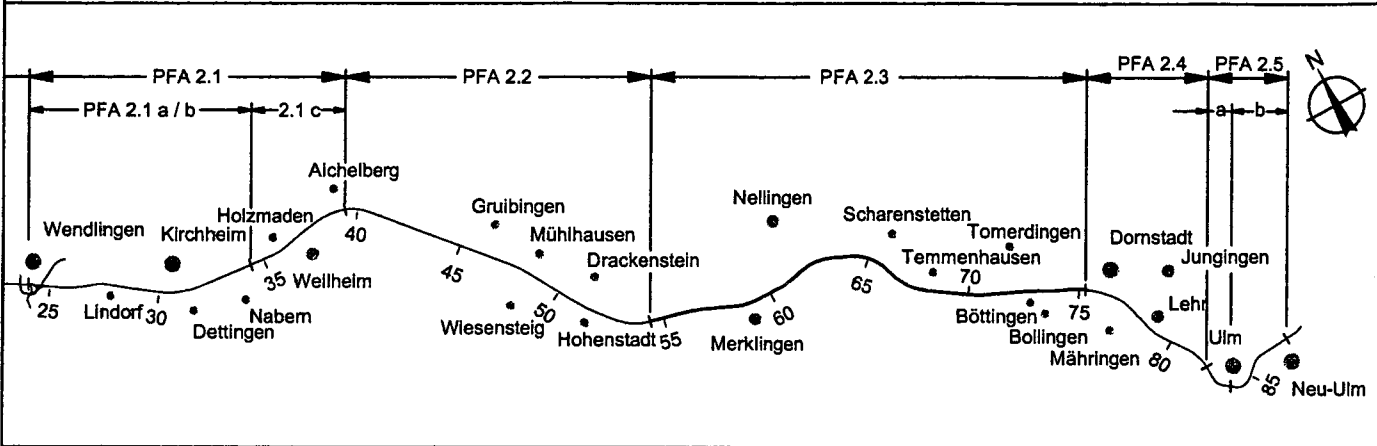 PFA 2.1
PFA 2.2
PFA 2.3
PFA 2.4
PFA 2.5
N
PFA 2.1 a / b
2.1 c
a
b
Aichelberg
Wendlingen
Holzmaden
Kirchheim
Weilheim
Lindorf
Dettingen
Nabern
25
30
35
40
Gruibingen
Mühlhausen
Drackenstein
Wiesensteig
Hohenstadt
45
50
55
Nellingen
Merklingen
Scharenstetten
Temmenhausen
Tomerdingen
Böttingen
Bollingen
60
65
70
75
Dornstadt
Jungingen
Lehr
Mähringen
80
Ulm
85
Neu-Ulm